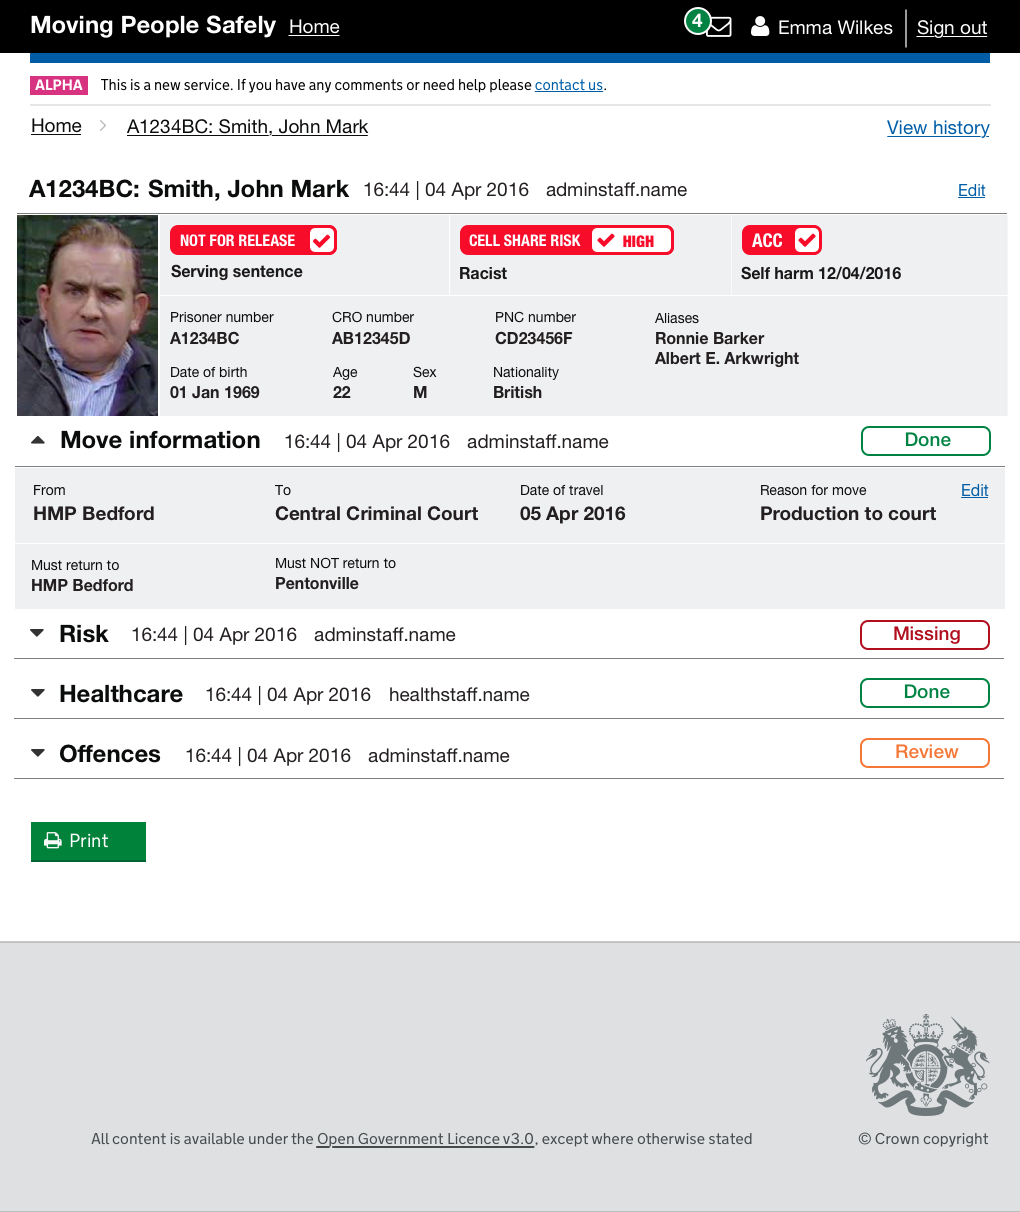 Moving People Safely Home 4 Emma Wilkes Sign out
ALPHA This is a new service. If you have any comments or need help please contact us.
Home A1234BC: Smith, John Mark View history
A1234BC: Smith, John Mark 16:44 | 04 Apr 2016 adminstaff.name Edit
NOT FOR RELEASE CELL SHARE RISK HIGH ACC
Serving sentence Racist Self harm 12/04/2016
Prisoner number CRO number PNC number Aliases
A1234BC AB12345D CD23456F Ronnie Barker
Albert E. Arkwright
Date of birth Age Sex Nationality
01 Jan 1969 22 M British
Move information 16:44 | 04 Apr 2016 adminstaff.name Done
From To Date of travel Reason for move Edit
HMP Bedford Central Criminal Court 05 Apr 2016 Production to court
Must return to Must NOT return to
HMP Bedford Pentonville
Risk 16:44 | 04 Apr 2016 adminstaff.name Missing
Healthcare 16:44 | 04 Apr 2016 healthstaff.name Done
Offences 16:44 | 04 Apr 2016 adminstaff.name Review
Print
All content is available under the Open Government Licence v3.0, except where otherwise stated © Crown copyright